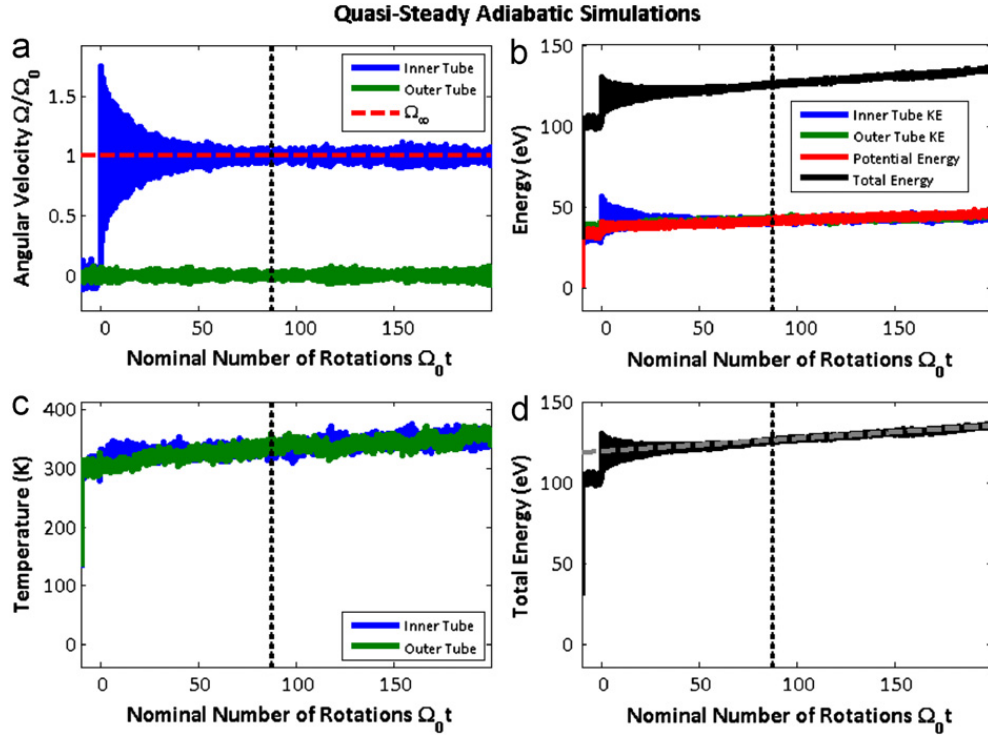 Quasi-Steady Adiabatic Simulations
a
Angular Velocity Ω/Ω₀
1.5
1
0.5
0
Inner Tube
Outer Tube
Ω∞
0 50 100 150
Nominal Number of Rotations Ω₀t
b
Energy (eV)
150
100
50
0
Inner Tube KE
Outer Tube KE
Potential Energy
Total Energy
0 50 100 150
Nominal Number of Rotations Ω₀t
c
Temperature (K)
400
300
200
100
0
Inner Tube
Outer Tube
0 50 100 150
Nominal Number of Rotations Ω₀t
d
Total Energy (eV)
150
100
50
0
0 50 100 150
Nominal Number of Rotations Ω₀t